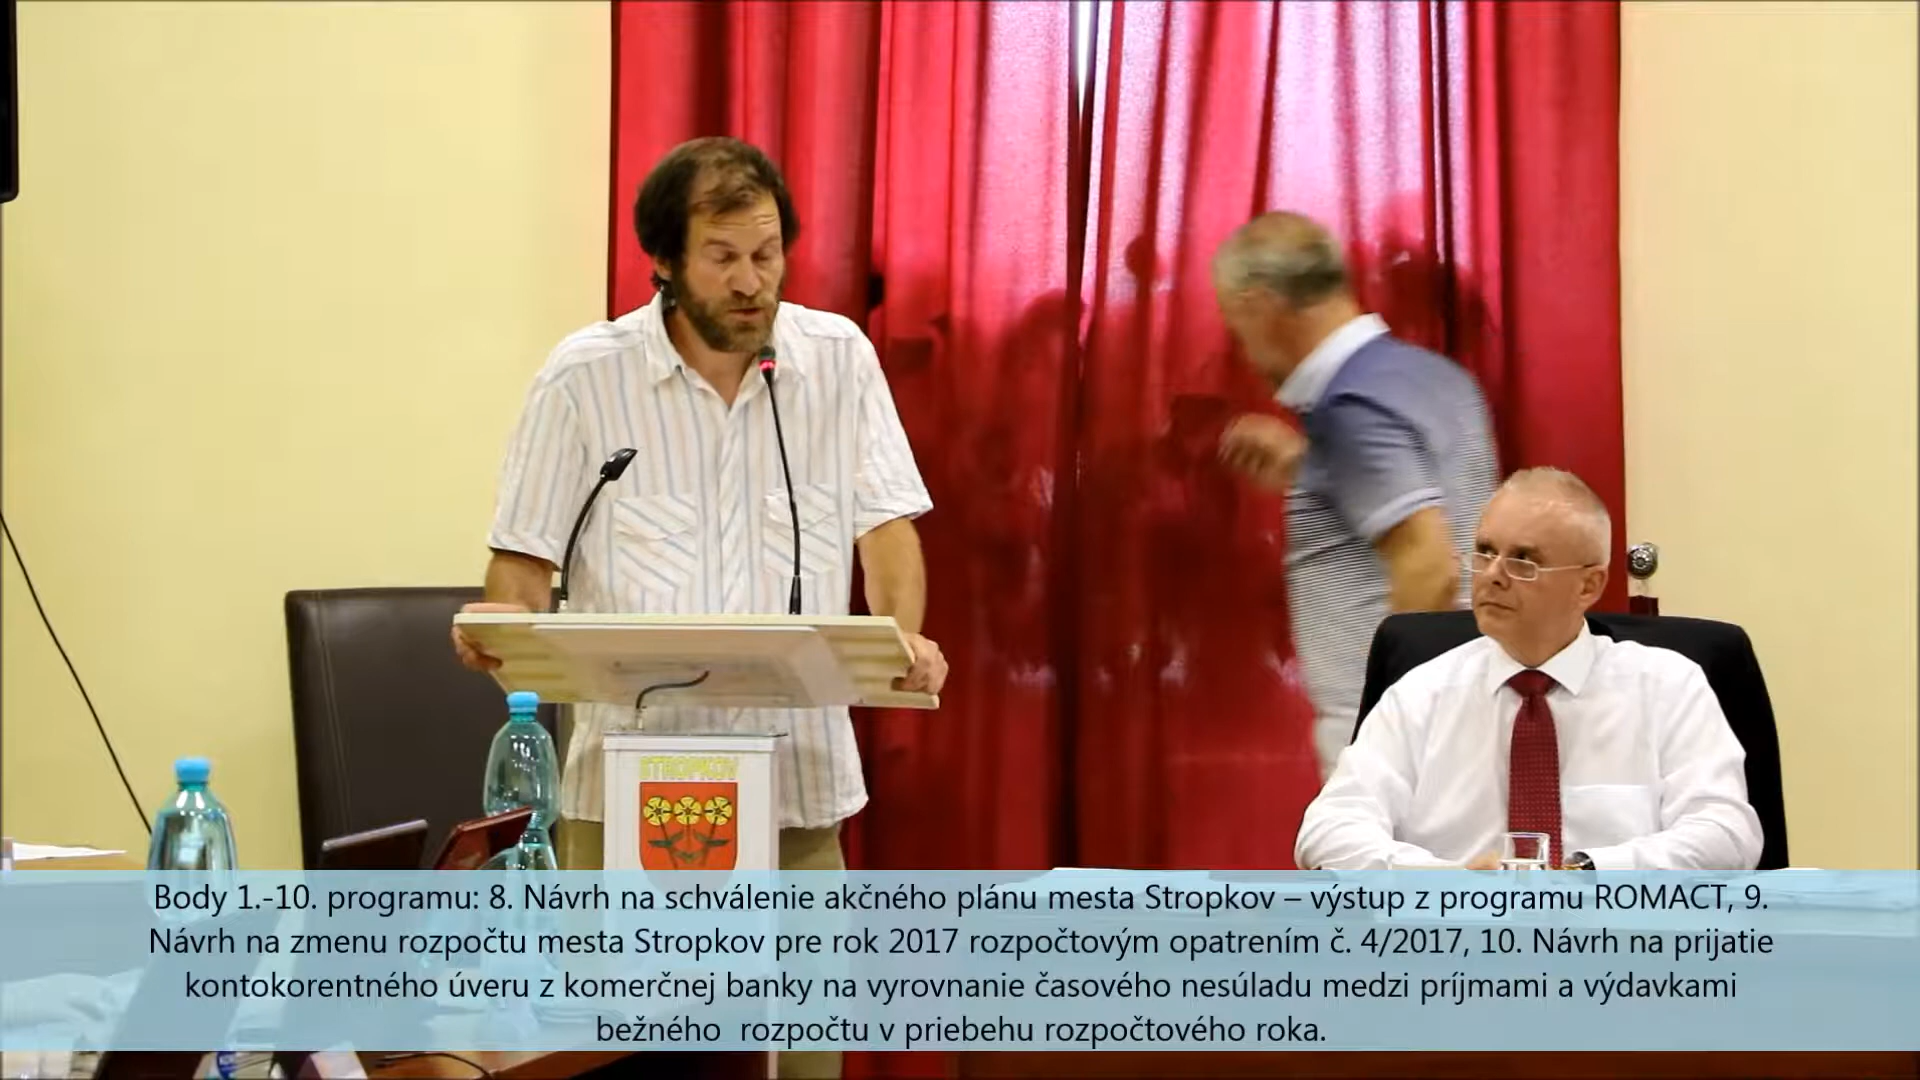 STROPKOV
Body 1.-10. programu: 8. Návrh na schválenie akčného plánu mesta Stropkov – výstup z programu ROMACT, 9.
Návrh na zmenu rozpočtu mesta Stropkov pre rok 2017 rozpočtovým opatrením č. 4/2017, 10. Návrh na prijatie
kontokorentného úveru z komerčnej banky na vyrovnanie časového nesúladu medzi príjmami a výdavkami
bežného  rozpočtu v priebehu rozpočtového roka.